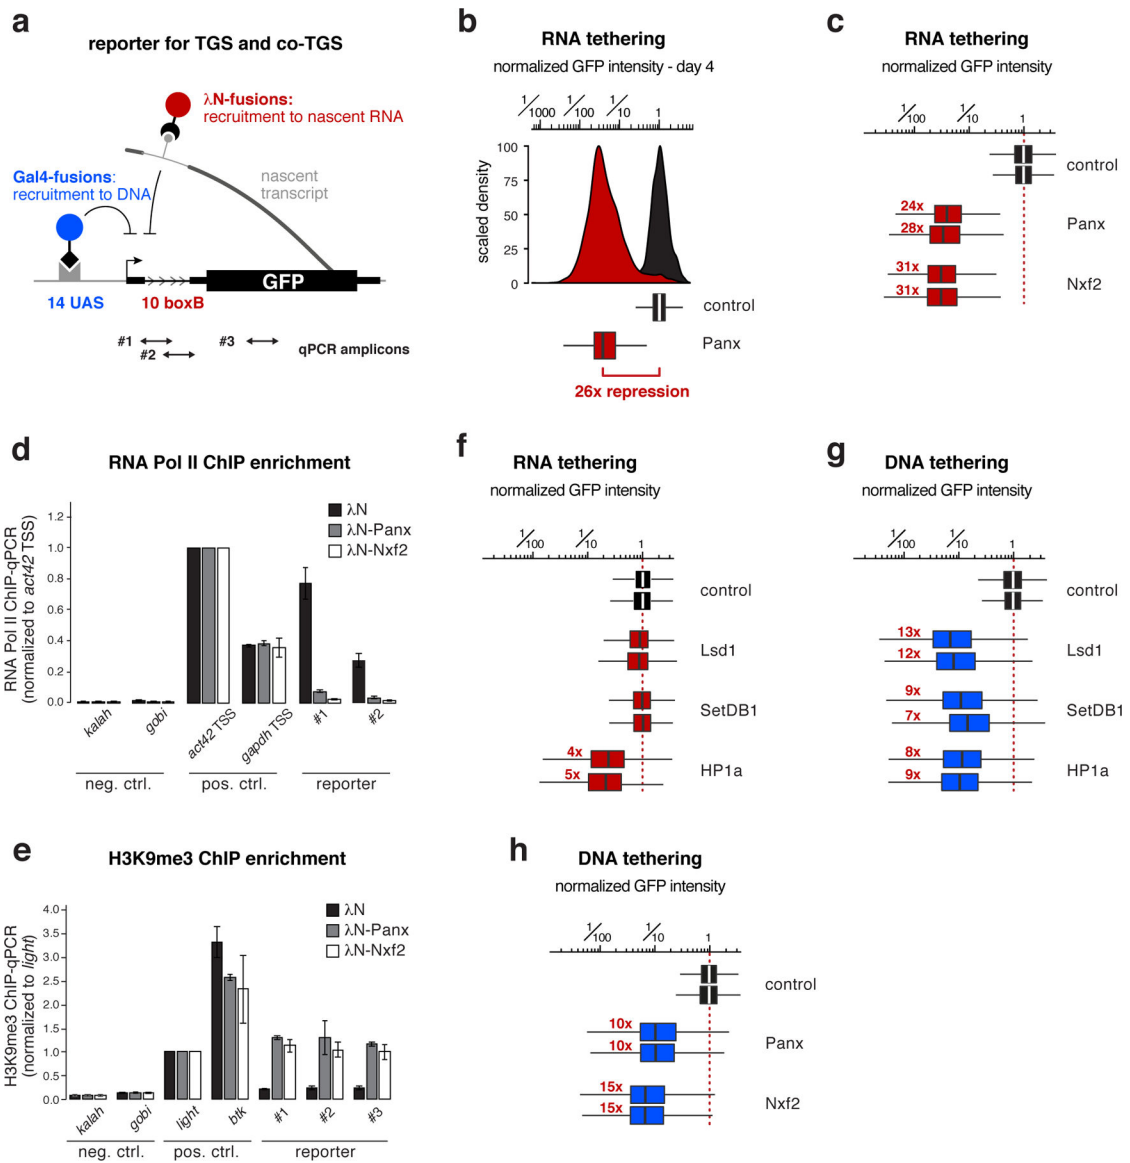 a
reporter for TGS and co-TGS
λN-fusions:
recruitment to nascent RNA
Gal4-fusions:
recruitment to DNA
nascent
transcript
GFP
14 UAS
10 boxB
#1
#2
#3
qPCR amplicons
b
RNA tethering
normalized GFP intensity - day 4
1/1000 1/100 1/10 1
scaled density
100
75
50
25
0
control
Panx
26x repression
c
RNA tethering
normalized GFP intensity
1/100 1/10 1
control
24x
28x
Panx
31x
31x
Nxf2
d
RNA Pol II ChIP enrichment
RNA Pol II ChIP-qPCR
(normalized to act42 TSS)
1.2
1.0
0.8
0.6
0.4
0.2
0.0
λN
λN-Panx
λN-Nxf2
kalah gobi act42 TSS gapdh TSS #1 #2
neg. ctrl. pos. ctrl. reporter
f
RNA tethering
normalized GFP intensity
1/100 1/10 1
control
Lsd1
SetDB1
4x
5x
HP1a
g
DNA tethering
normalized GFP intensity
1/100 1/10 1
control
13x
12x
Lsd1
9x
7x
SetDB1
8x
9x
HP1a
e
H3K9me3 ChIP enrichment
H3K9me3 ChIP-qPCR
(normalized to light)
4.0
3.5
3.0
2.5
2.0
1.5
1.0
0.5
0.0
λN
λN-Panx
λN-Nxf2
kalah gobi light btk #1 #2 #3
neg. ctrl. pos. ctrl. reporter
h
DNA tethering
normalized GFP intensity
1/100 1/10 1
control
10x
10x
Panx
15x
15x
Nxf2